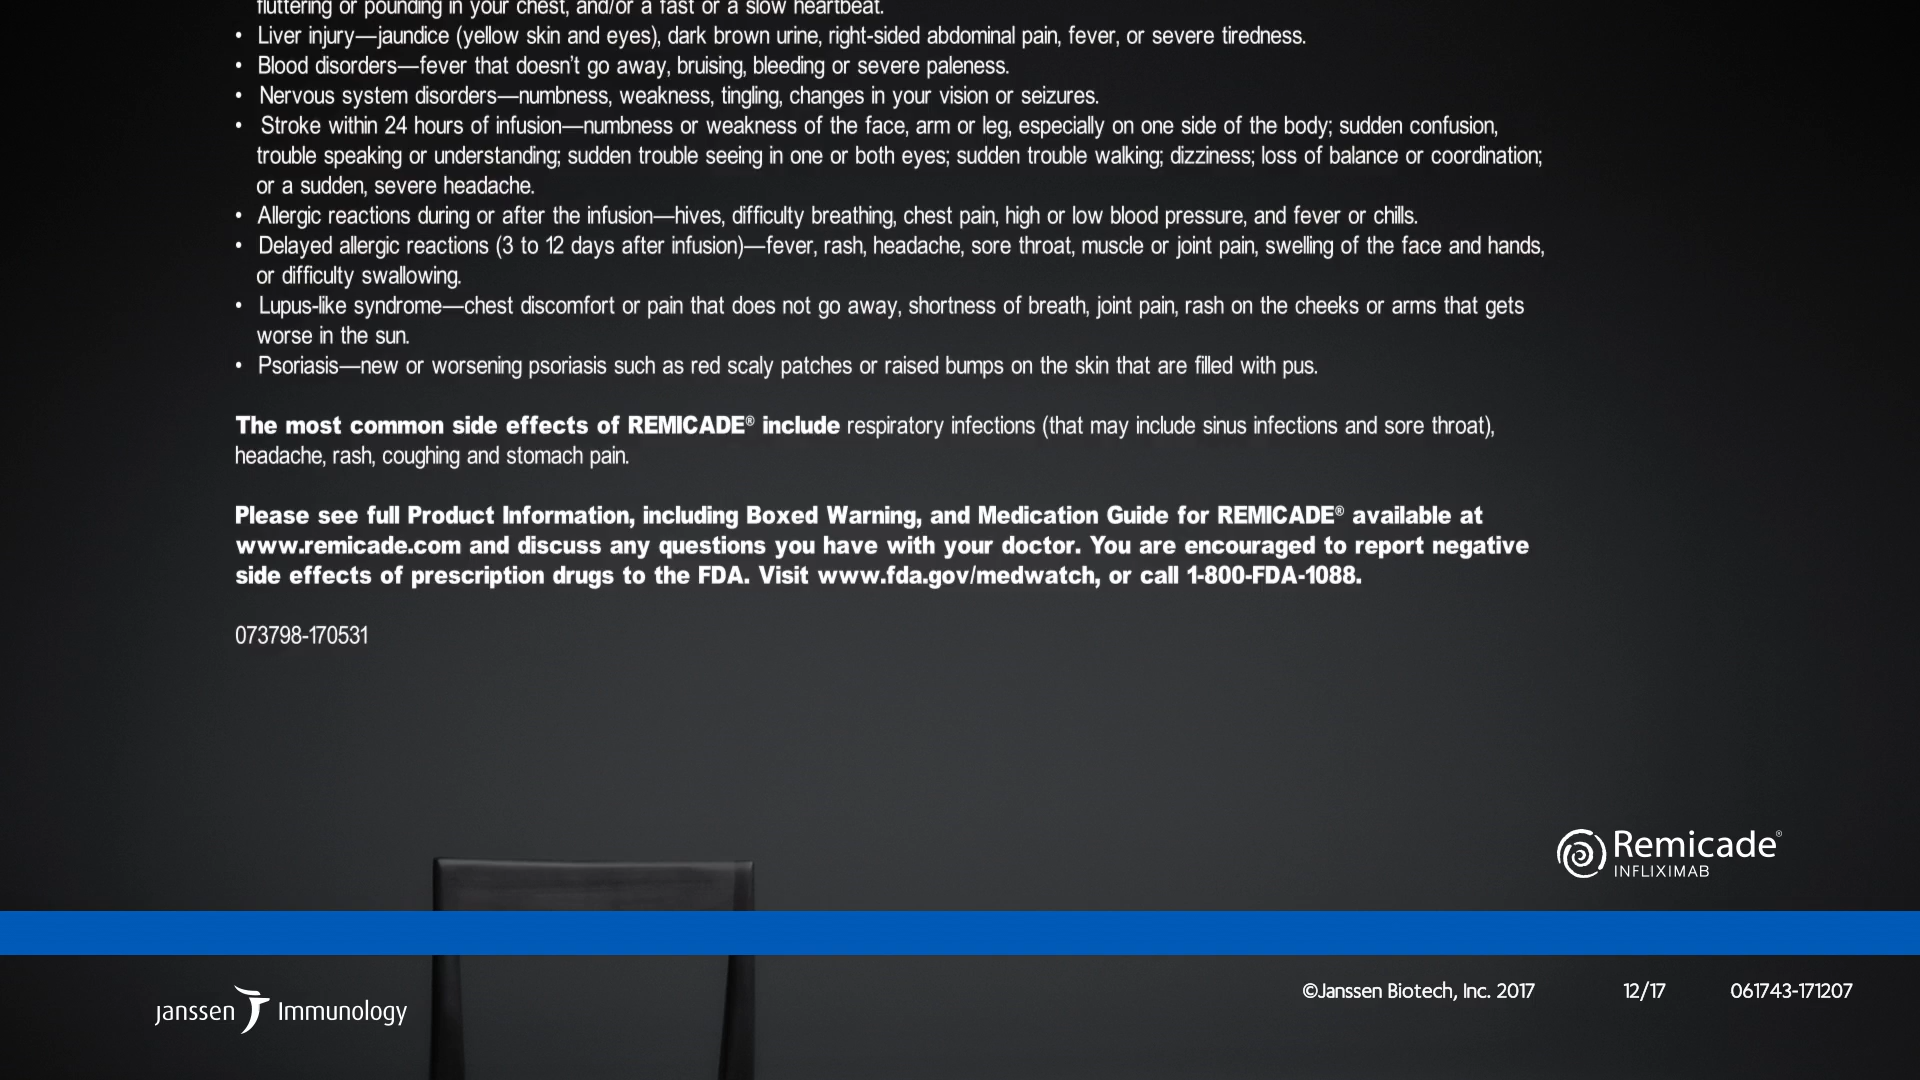 fluttering or pounding in your chest, and/or a fast or a slow heartbeat.
• Liver injury—jaundice (yellow skin and eyes), dark brown urine, right-sided abdominal pain, fever, or severe tiredness.
• Blood disorders—fever that doesn't go away, bruising, bleeding or severe paleness.
• Nervous system disorders—numbness, weakness, tingling, changes in your vision or seizures.
• Stroke within 24 hours of infusion—numbness or weakness of the face, arm or leg, especially on one side of the body; sudden confusion,
trouble speaking or understanding; sudden trouble seeing in one or both eyes; sudden trouble walking; dizziness; loss of balance or coordination;
or a sudden, severe headache.
• Allergic reactions during or after the infusion—hives, difficulty breathing, chest pain, high or low blood pressure, and fever or chills.
• Delayed allergic reactions (3 to 12 days after infusion)—fever, rash, headache, sore throat, muscle or joint pain, swelling of the face and hands,
or difficulty swallowing.
• Lupus-like syndrome—chest discomfort or pain that does not go away, shortness of breath, joint pain, rash on the cheeks or arms that gets
worse in the sun.
• Psoriasis—new or worsening psoriasis such as red scaly patches or raised bumps on the skin that are filled with pus.
The most common side effects of REMICADE® include respiratory infections (that may include sinus infections and sore throat),
headache, rash, coughing and stomach pain.
Please see full Product Information, including Boxed Warning, and Medication Guide for REMICADE® available at
www.remicade.com and discuss any questions you have with your doctor. You are encouraged to report negative
side effects of prescription drugs to the FDA. Visit www.fda.gov/medwatch, or call 1-800-FDA-1088.
073798-170531
Remicade®
INFLIXIMAB
janssen Immunology
©Janssen Biotech, Inc. 2017 12/17 061743-171207